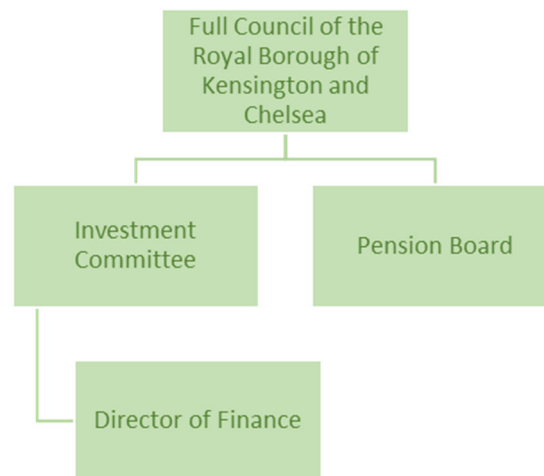 Full Council of the
Royal Borough of
Kensington and
Chelsea
Investment
Committee
Pension Board
Director of Finance